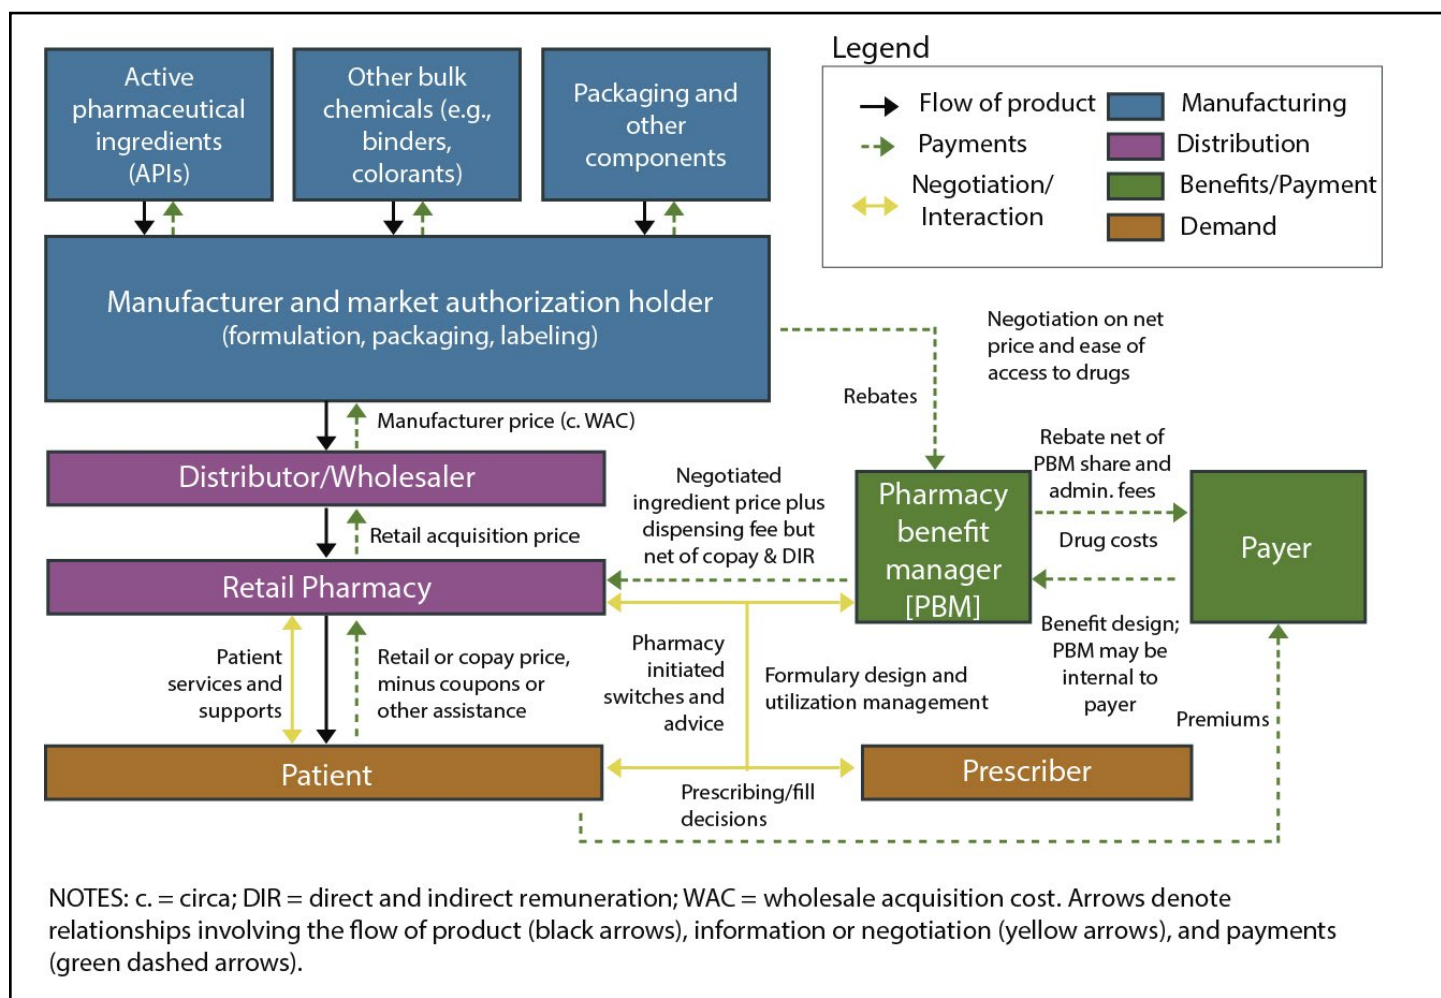 Active
pharmaceutical
ingredients
(APIs)
Other bulk
chemicals (e.g.,
binders,
colorants)
Packaging and
other
components
Legend
Flow of product
Payments
Negotiation/
Interaction
Manufacturing
Distribution
Benefits/Payment
Demand
Manufacturer and market authorization holder
(formulation, packaging, labeling)
Negotiation on net
price and ease of
access to drugs
Rebates
Manufacturer price (c. WAC)
Distributor/Wholesaler
Retail acquisition price
Retail Pharmacy
Negotiated
ingredient price plus
dispensing fee but
net of copay & DIR
Pharmacy
benefit
manager
[PBM]
Rebate net of
PBM share and
admin. fees
Drug costs
Payer
Benefit design;
PBM may be
internal to
payer
Premiums
Patient
services and
supports
Retail or copay price,
minus coupons or
other assistance
Pharmacy
initiated
switches and
advice
Formulary design and
utilization management
Patient
Prescriber
Prescribing/fill
decisions
NOTES: c. = circa; DIR = direct and indirect remuneration; WAC = wholesale acquisition cost. Arrows denote
relationships involving the flow of product (black arrows), information or negotiation (yellow arrows), and payments
(green dashed arrows).